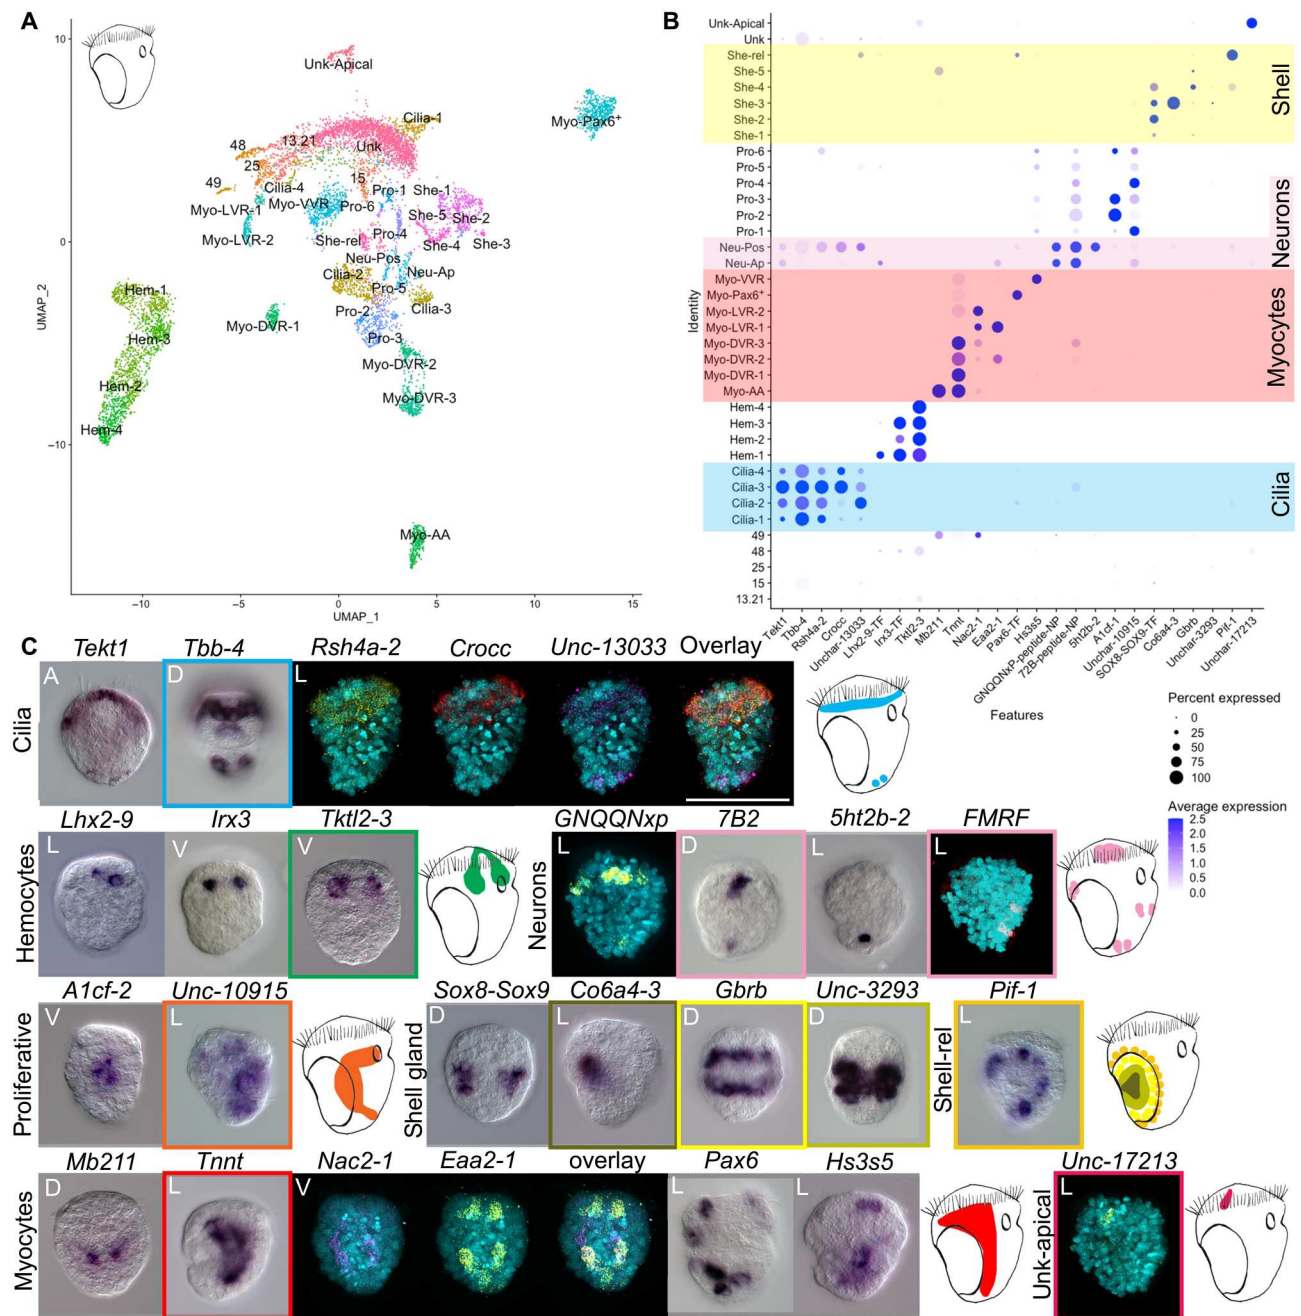 A
10
0
−10
UMAP_2
−10
−5
0
5
10
15
UMAP_1
Unk-Apical
Myo-Pax6⁺
Cilia-1
13.21
48
Unk
25
49
Cilia-4
15
Pro-1
She-1
Myo-LVR-1
Myo-VVR
Pro-6
She-5
She-2
Myo-LVR-2
She-rel
Pro-4
She-4
She-3
Neu-Pos
Cilia-2
Neu-Ap
Hem-1
Pro-5
Cilia-3
Myo-DVR-1
Pro-2
Hem-3
Pro-3
Myo-DVR-2
Hem-2
Myo-DVR-3
Hem-4
Myo-AA
B
Identity
Unk-Apical
Unk
She-rel
She-5
She-4
She-3
She-2
She-1
Pro-6
Pro-5
Pro-4
Pro-3
Pro-2
Pro-1
Neu-Pos
Neu-Ap
Myo-VVR
Myo-Pax6⁺
Myo-LVR-2
Myo-LVR-1
Myo-DVR-3
Myo-DVR-2
Myo-DVR-1
Myo-AA
Hem-4
Hem-3
Hem-2
Hem-1
Cilia-4
Cilia-3
Cilia-2
Cilia-1
49
48
25
15
13.21
Shell
Neurons
Myocytes
Cilia
Tekt1
Tbb-4
Rsh4a-2
Crocc
Unchar-13033
Lhx2-9-TF
Irx3-TF
Tktl2-3
Mb211
Tnnt
Nac2-1
Eaa2-1
Pax6-TF
Hs3s5
GNQQNxP-peptide-NP
72B-peptide-NP
5ht2b-2
A1cf-1
Unchar-10915
SOX8-SOX9-TF
Co6a4-3
Gbrb
Unchar-3293
Pif-1
Unchar-17213
Features
Percent expressed
0
25
50
75
100
Average expression
2.5
2.0
1.5
1.0
0.5
0.0
C
Tekt1 Tbb-4 Rsh4a-2 Crocc Unc-13033 Overlay
Cilia
A D L
Lhx2-9 Irx3 Tktl2-3 GNQQNxp 7B2 5ht2b-2 FMRF
Hemocytes
L V V
Neurons
L D L L
A1cf-2 Unc-10915 Sox8-Sox9 Co6a4-3 Gbrb Unc-3293 Pif-1
Proliferative
V L
Shell gland
D L D D
Shell-rel
L
Mb211 Tnnt Nac2-1 Eaa2-1 overlay Pax6 Hs3s5 Unc-17213
Myocytes
D L V L L
Unk-apical
L